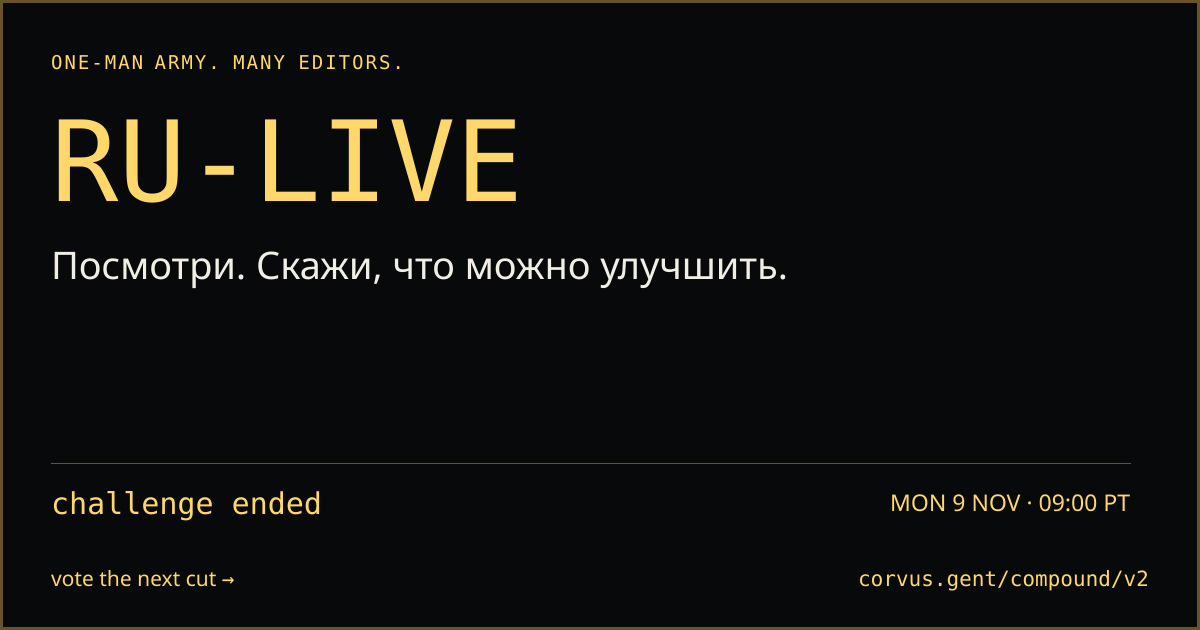 ONE-MAN ARMY. MANY EDITORS.
RU-LIVE
Посмотри. Скажи, что можно улучшить.
challenge ended
MON 9 NOV · 09:00 PT
vote the next cut →
corvus.gent/compound/v2